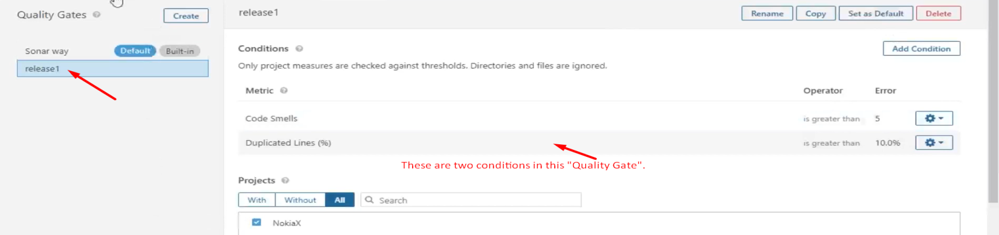 Quality Gates
Create
Sonar way Default Built-in
release1
release1
Rename Copy Set as Default Delete
Conditions
Add Condition
Only project measures are checked against thresholds. Directories and files are ignored.
Metric Operator Error
Code Smells is greater than 5
Duplicated Lines (%) is greater than 10.0%
These are two conditions in this "Quality Gate".
Projects
With Without All Search
NokiaX